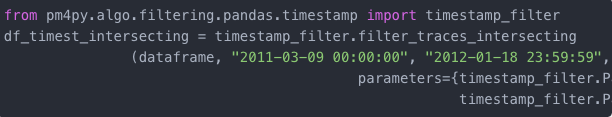 from pm4py.algo.filtering.pandas.timestamp import timestamp_filter
df_timest_intersecting = timestamp_filter.filter_traces_intersecting
(dataframe, "2011-03-09 00:00:00", "2012-01-18 23:59:59",
parameters={timestamp_filter.P
timestamp_filter.P